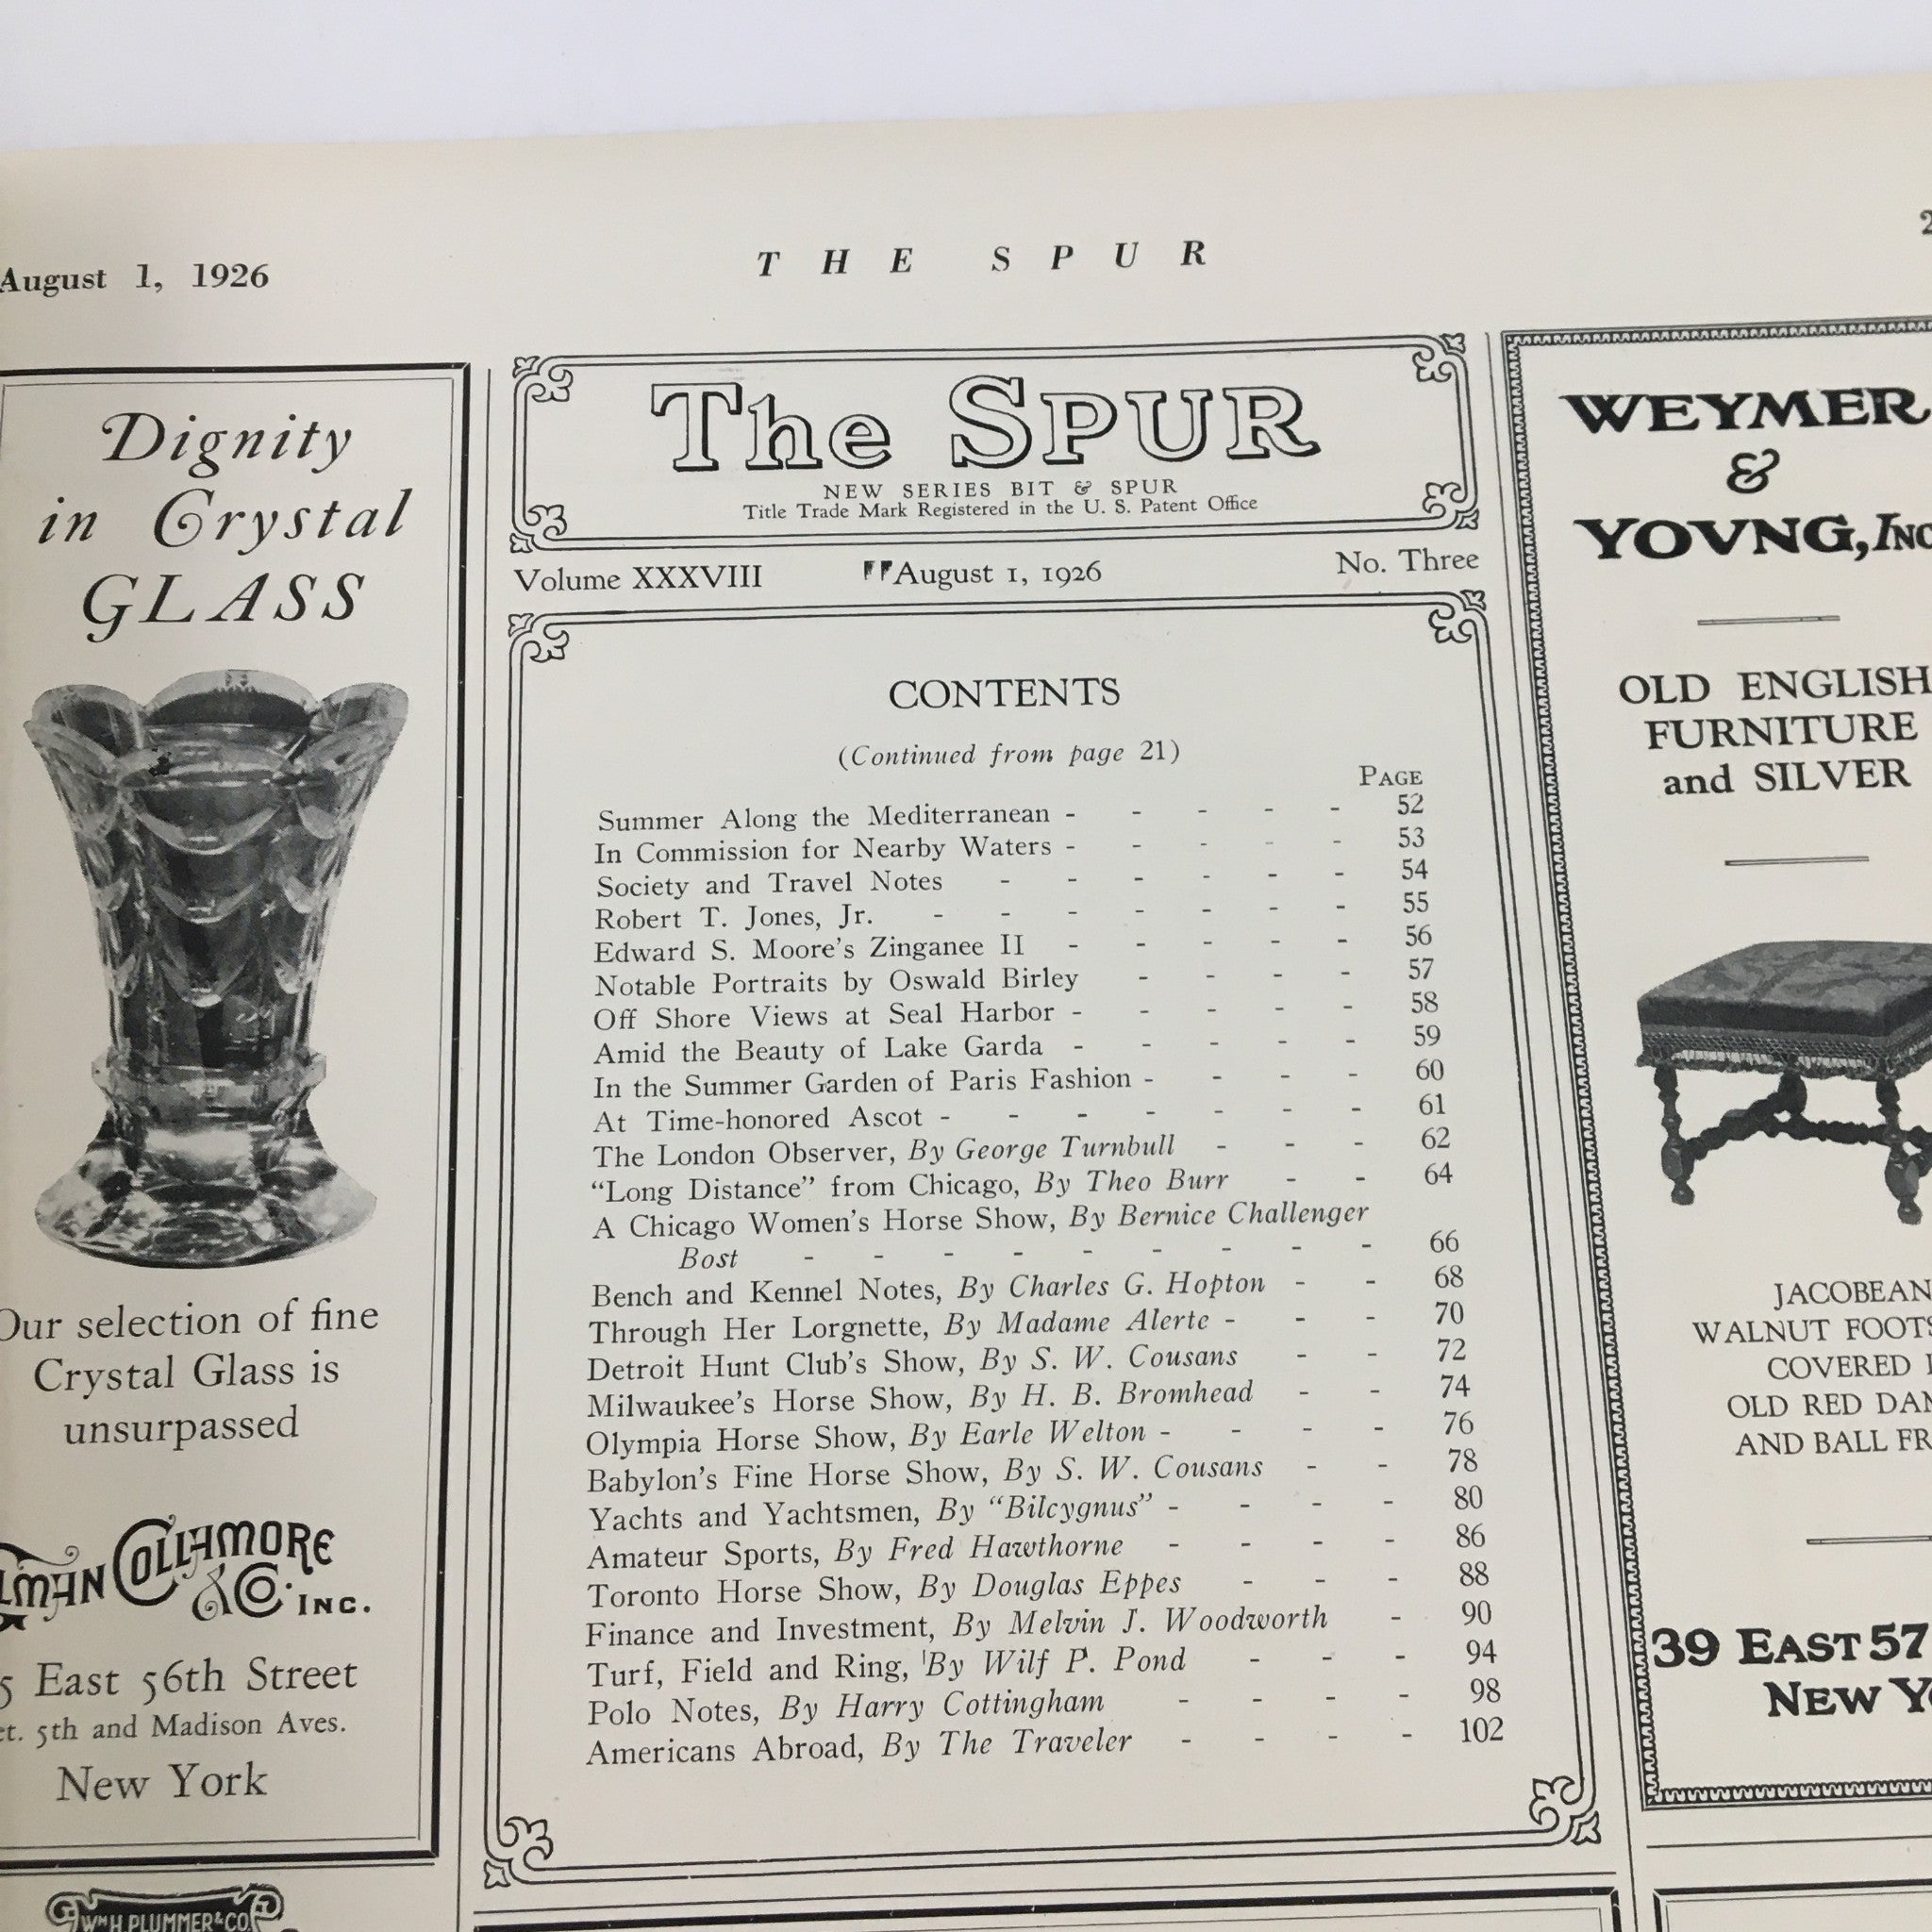 August 1, 1926
THE SPUR
Dignity
in Crystal
GLASS
Our selection of fine
Crystal Glass is
unsurpassed
COLLAMORE
& CO. INC.
East 56th Street
5th and Madison Aves.
New York
WM H. PLUMMER & CO.
The SPUR
NEW SERIES BIT & SPUR
Title Trade Mark Registered in the U. S. Patent Office
Volume XXXVIII August 1, 1926 No. Three
CONTENTS
(Continued from page 21)
PAGE
Summer Along the Mediterranean - - - - - 52
In Commission for Nearby Waters - - - - - 53
Society and Travel Notes - - - - - - 54
Robert T. Jones, Jr. - - - - - - - 55
Edward S. Moore's Zinganee II - - - - - 56
Notable Portraits by Oswald Birley - - - - 57
Off Shore Views at Seal Harbor - - - - - 58
Amid the Beauty of Lake Garda - - - - - 59
In the Summer Garden of Paris Fashion - - - - 60
At Time-honored Ascot - - - - - - - 61
The London Observer, By George Turnbull - - - 62
"Long Distance" from Chicago, By Theo Burr - - 64
A Chicago Women's Horse Show, By Bernice Challenger
Bost - - - - - - - - - 66
Bench and Kennel Notes, By Charles G. Hopton - - 68
Through Her Lorgnette, By Madame Alerte - - - 70
Detroit Hunt Club's Show, By S. W. Cousans - - 72
Milwaukee's Horse Show, By H. B. Bromhead - - 74
Olympia Horse Show, By Earle Welton - - - - 76
Babylon's Fine Horse Show, By S. W. Cousans - - 78
Yachts and Yachtsmen, By "Bilcygnus" - - - - 80
Amateur Sports, By Fred Hawthorne - - - - 86
Toronto Horse Show, By Douglas Eppes - - - 88
Finance and Investment, By Melvin J. Woodworth - 90
Turf, Field and Ring, By Wilf P. Pond - - - 94
Polo Notes, By Harry Cottingham - - - - 98
Americans Abroad, By The Traveler - - - - 102
WEYMER
&
YOVNG, INC
OLD ENGLISH
FURNITURE
and SILVER
JACOBEAN
WALNUT
COVERED
OLD RED
AND BALL
39 EAST 57
NEW